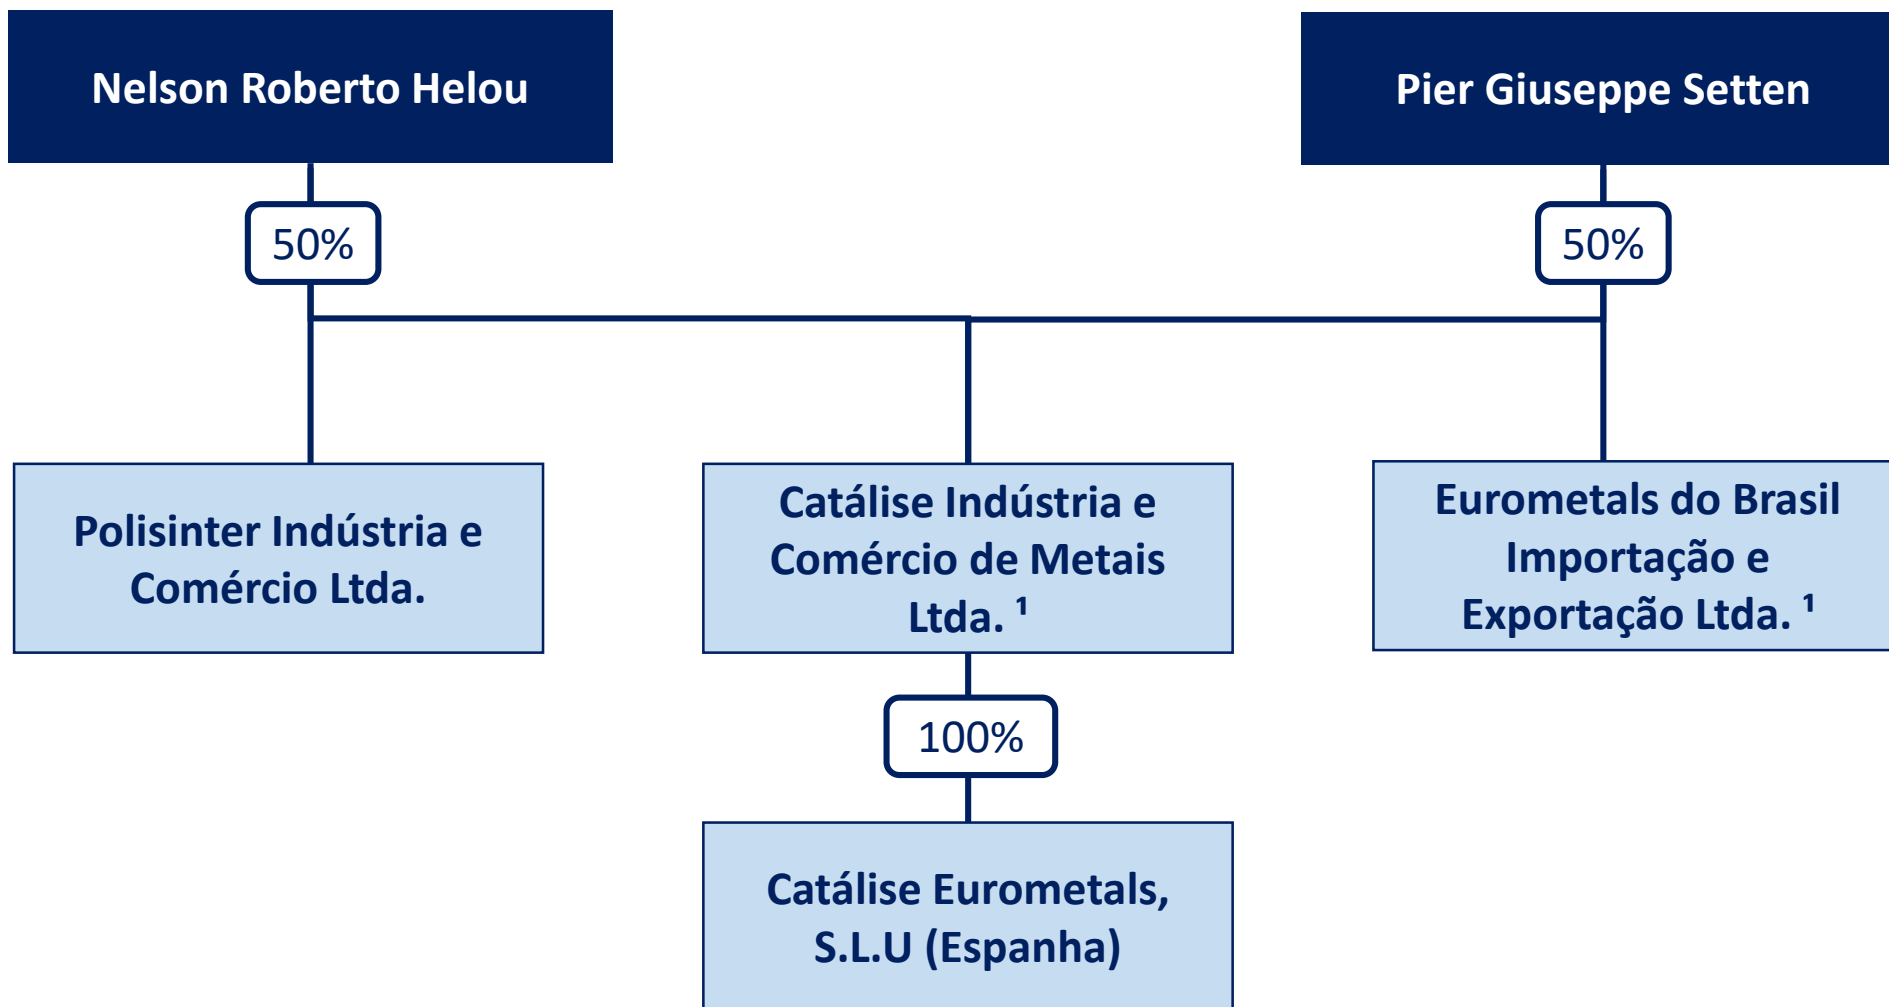 Nelson Roberto Helou
Pier Giuseppe Setten
50%
50%
Polisinter Indústria e
Comércio Ltda.
Catálise Indústria e
Comércio de Metais
Ltda. ¹
Eurometals do Brasil
Importação e
Exportação Ltda. ¹
100%
Catálise Eurometals,
S.L.U (Espanha)